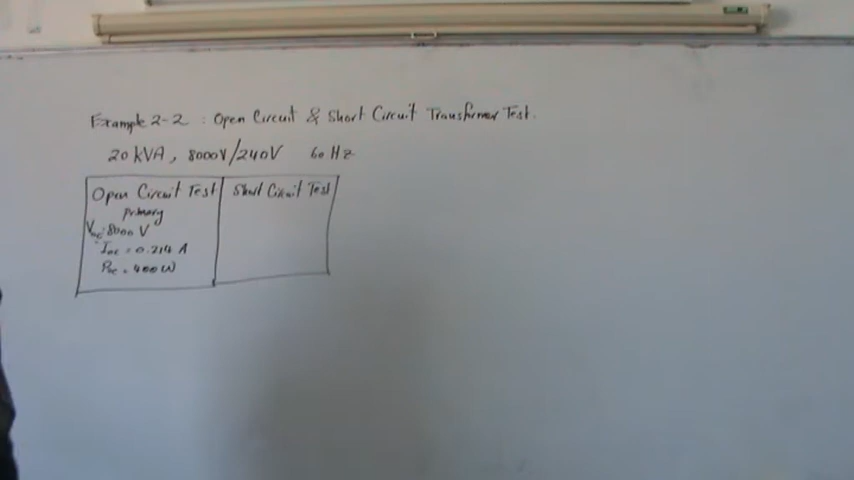 Example 2-2 : Open Circuit & Short Circuit Transformer Test.
20 kVA, 8000V/240V 60 Hz
Open Circuit Test
Short Circuit Test
primary
Voc = 8000 V
Ioc = 0.214 A
Poc = 400 W